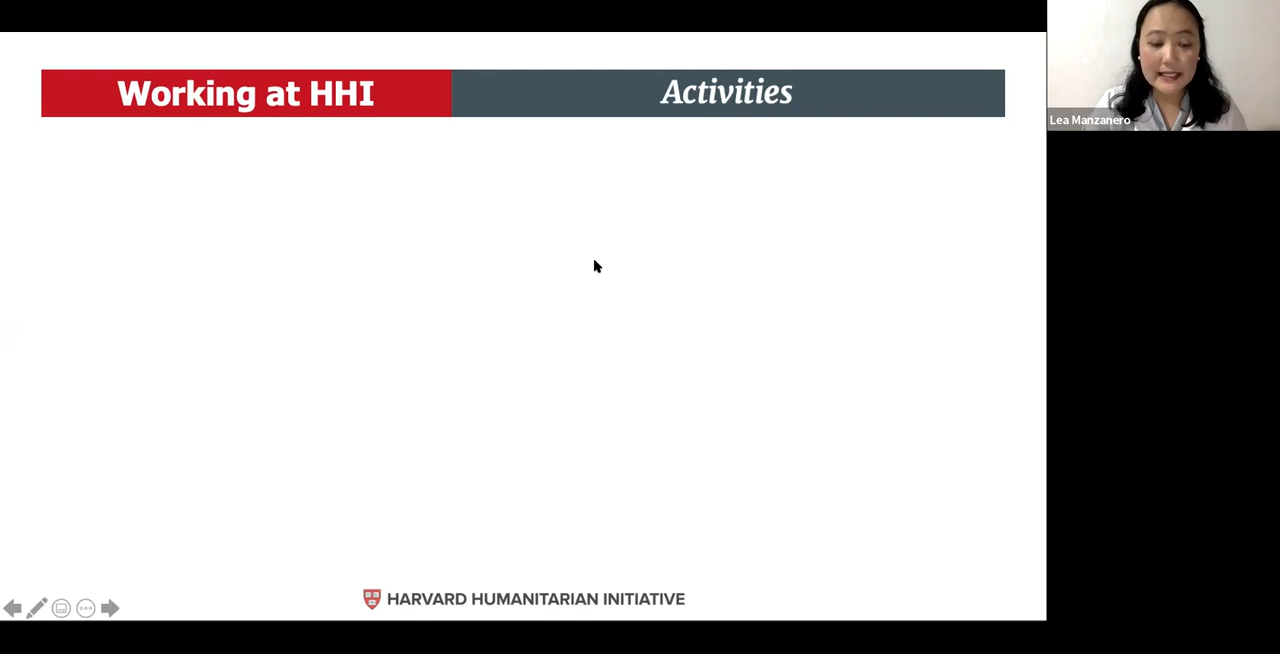 Working at HHI
Activities
Lea Manzanero
HARVARD HUMANITARIAN INITIATIVE